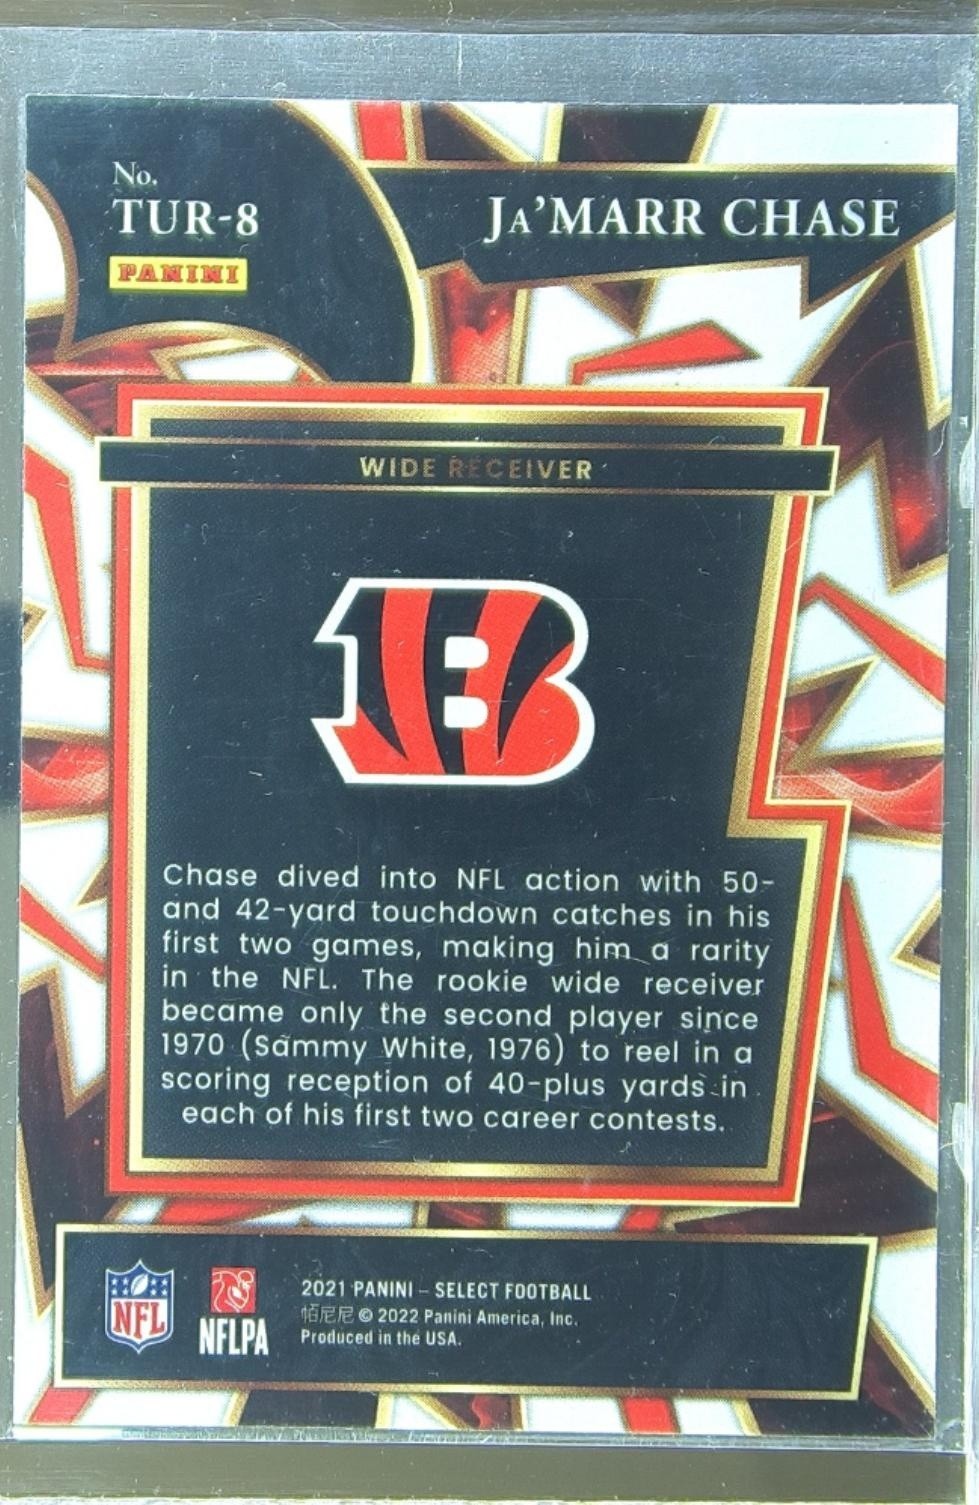 No.
TUR-8
PANINI
JA'MARR CHASE
WIDE RECEIVER
Chase dived into NFL action with 50-
and 42-yard touchdown catches in his
first two games, making him a rarity
in the NFL. The rookie wide receiver
became only the second player since
1970 (Sammy White, 1976) to reel in a
scoring reception of 40-plus yards in
each of his first two career contests.
NFL
NFLPA
2021 PANINI – SELECT FOOTBALL
帕尼尼 © 2022 Panini America, Inc.
Produced in the USA.